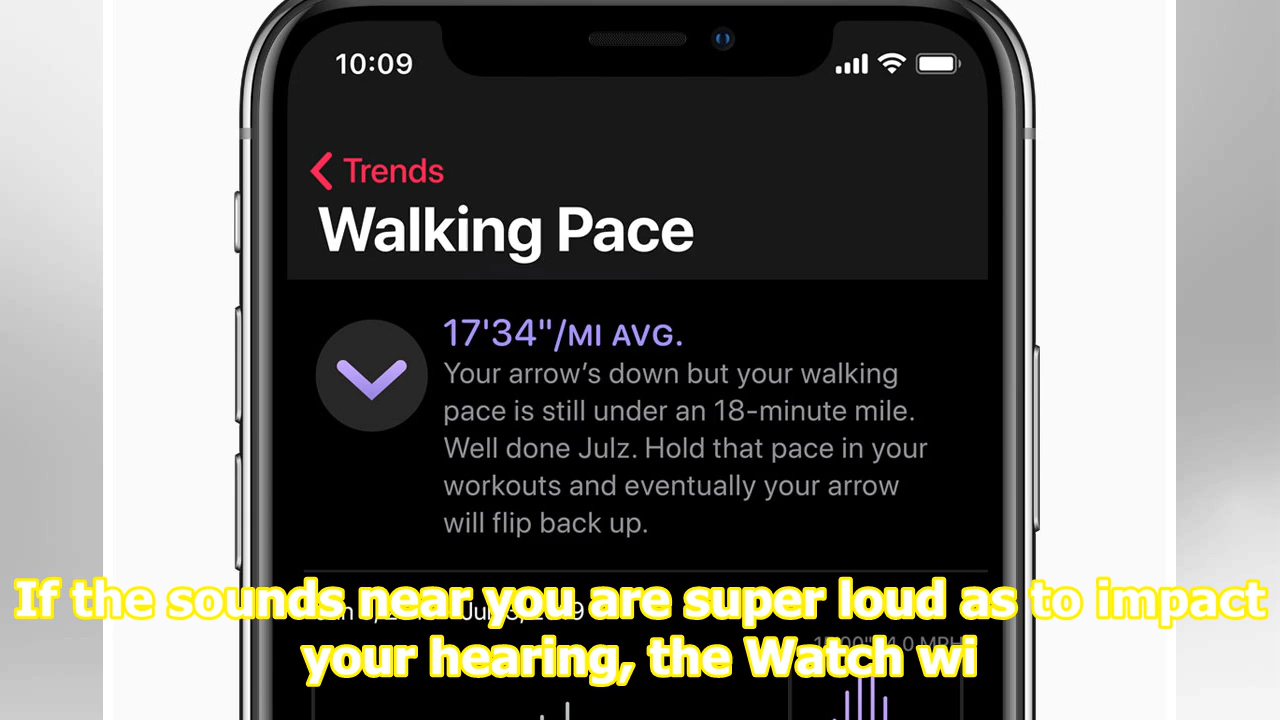 10:09
Trends
Walking Pace
17'34"/MI AVG.
Your arrow's down but your walking
pace is still under an 18-minute mile.
Well done Julz. Hold that pace in your
workouts and eventually your arrow
will flip back up.
If the sounds near you are super loud as to impact
your hearing, the Watch wi